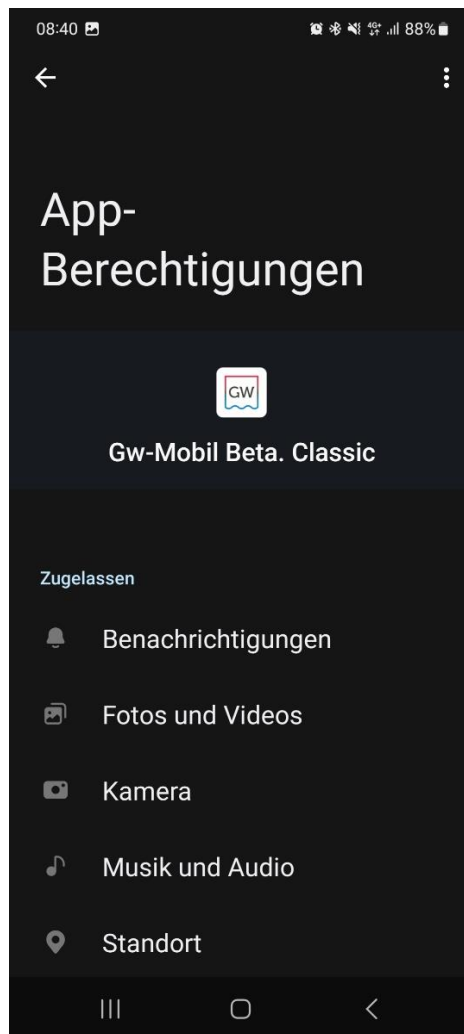 08:40 4G+ 88%
App-
Berechtigungen
GW
Gw-Mobil Beta. Classic
Zugelassen
Benachrichtigungen
Fotos und Videos
Kamera
Musik und Audio
Standort